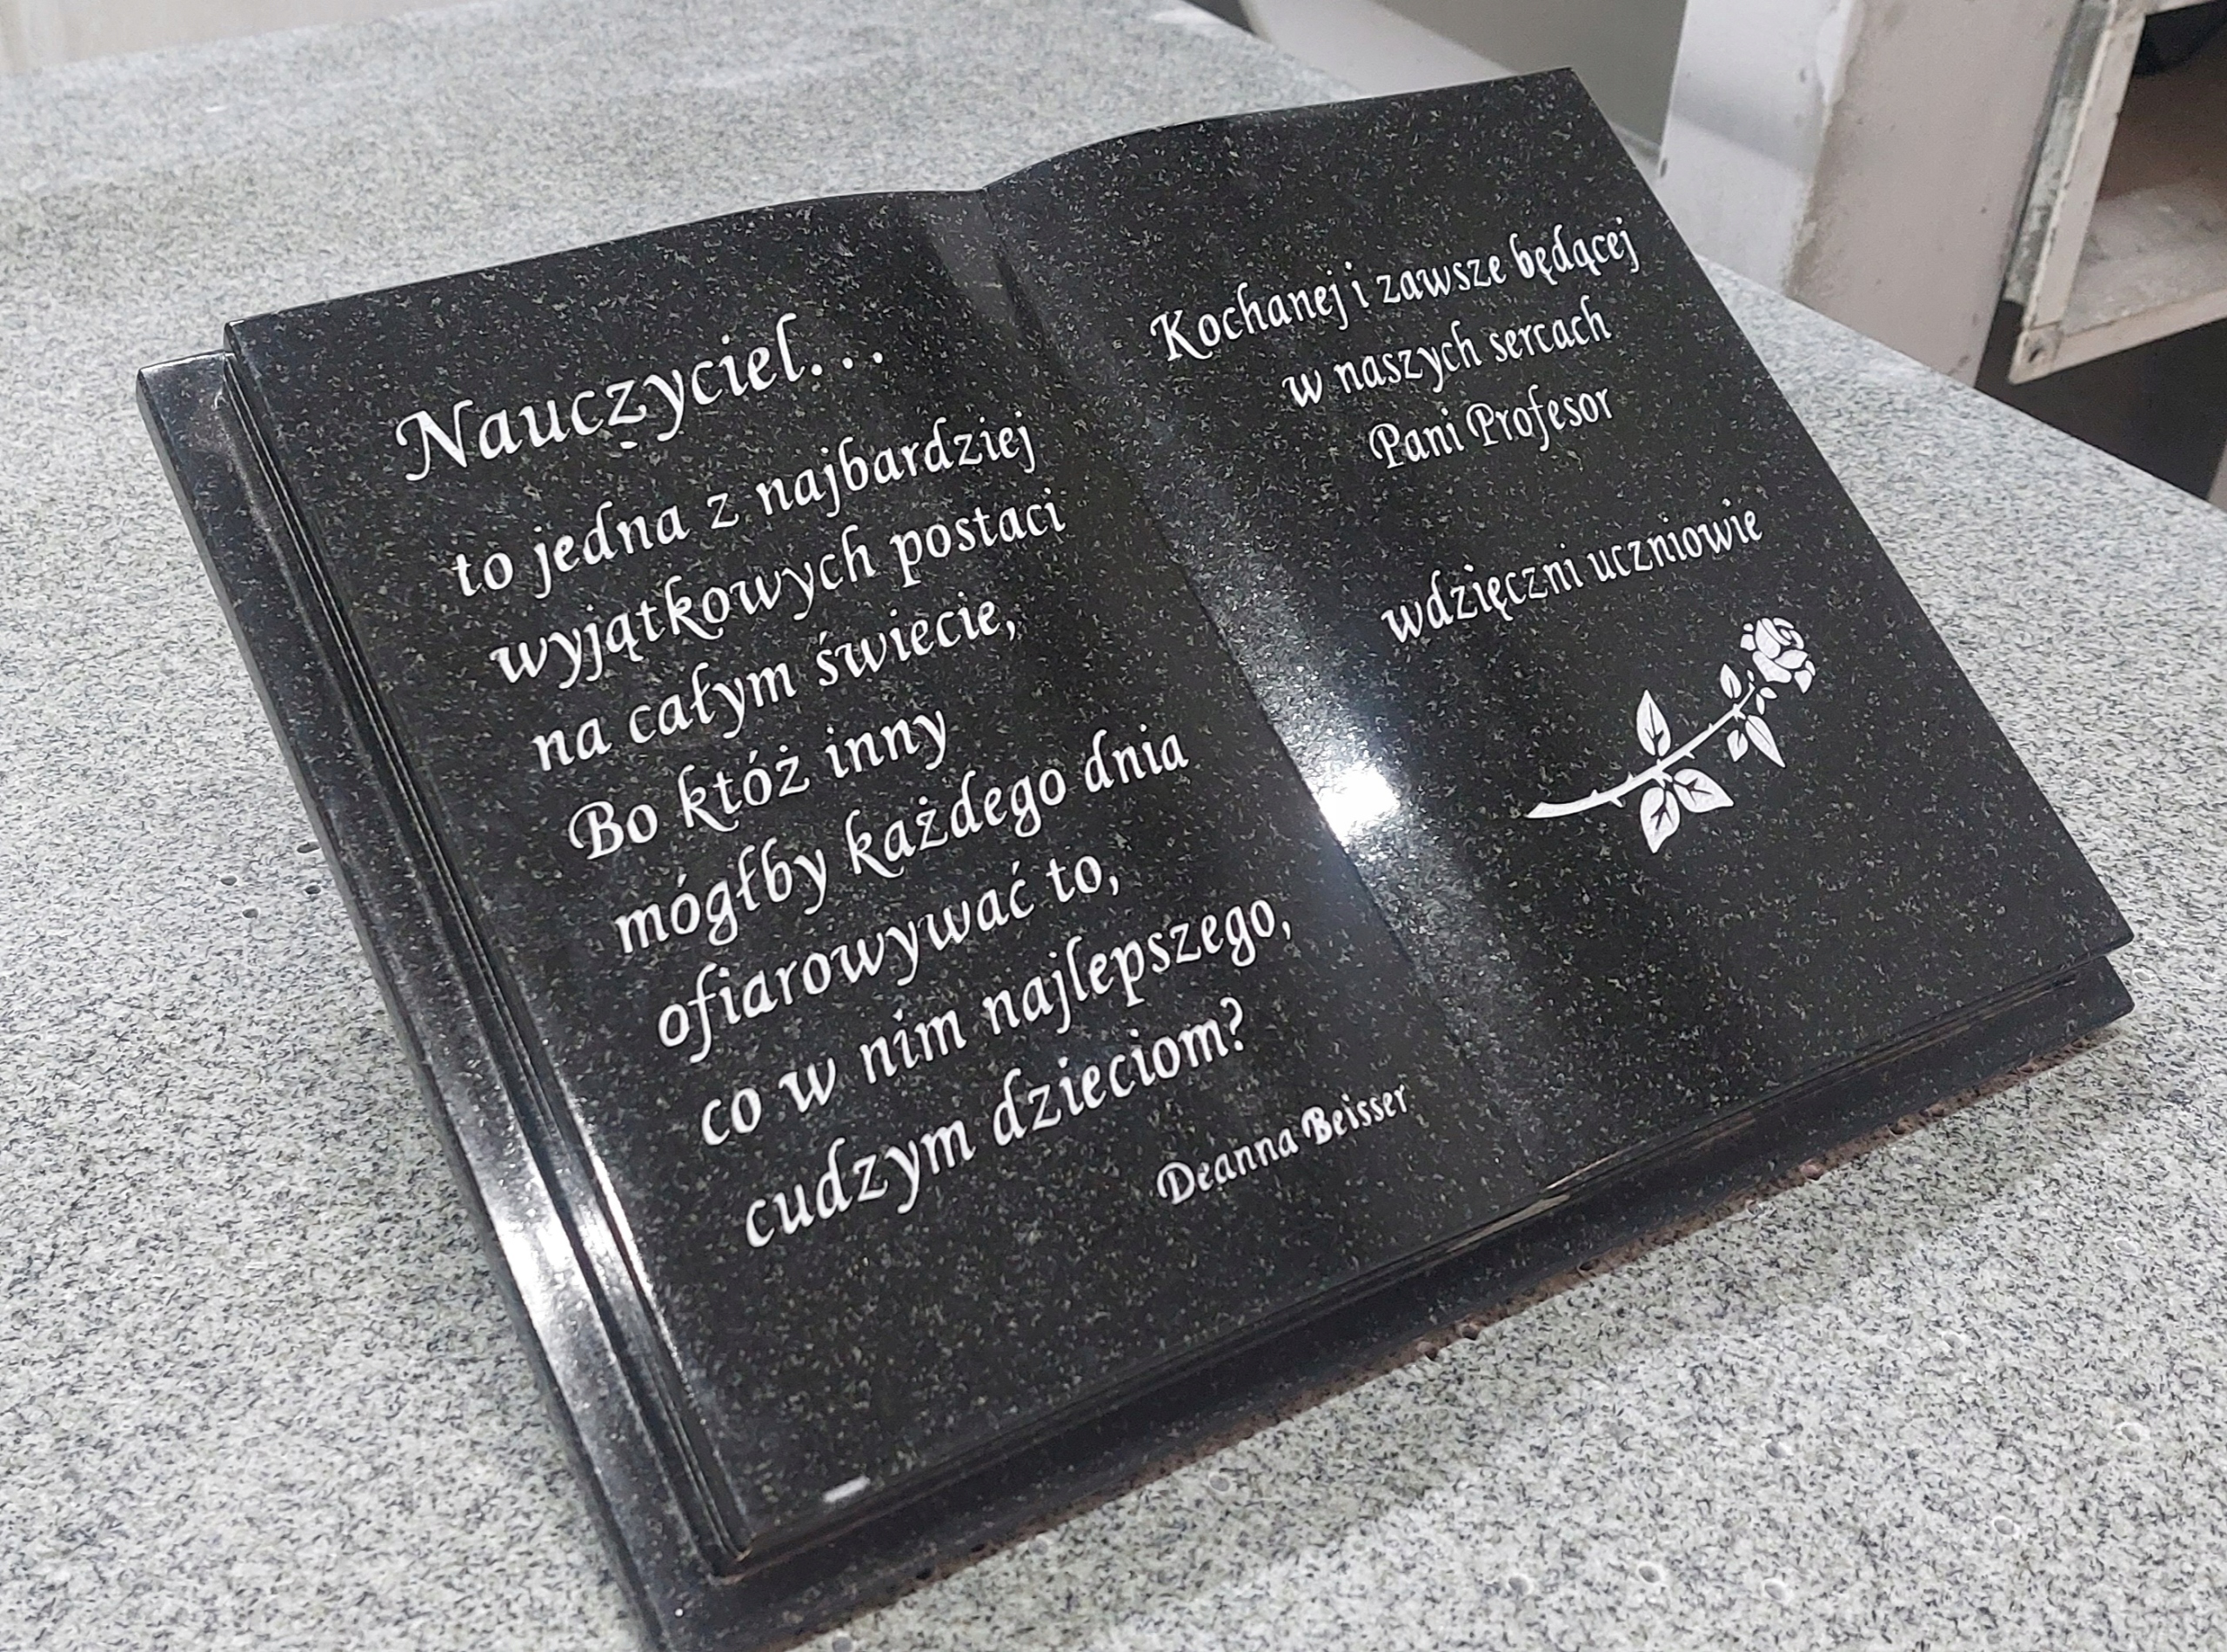 Nauczyciel...
to jedna z najbardziej
wyjątkowych postaci
na całym świecie,
Bo któż inny
mógłby każdego dnia
ofiarowywać to,
co w nim najlepszego,
cudzym dzieciom?
Deanna Beisser
Kochanej i zawsze będącej
w naszych sercach
Pani Profesor
wdzięczni uczniowie